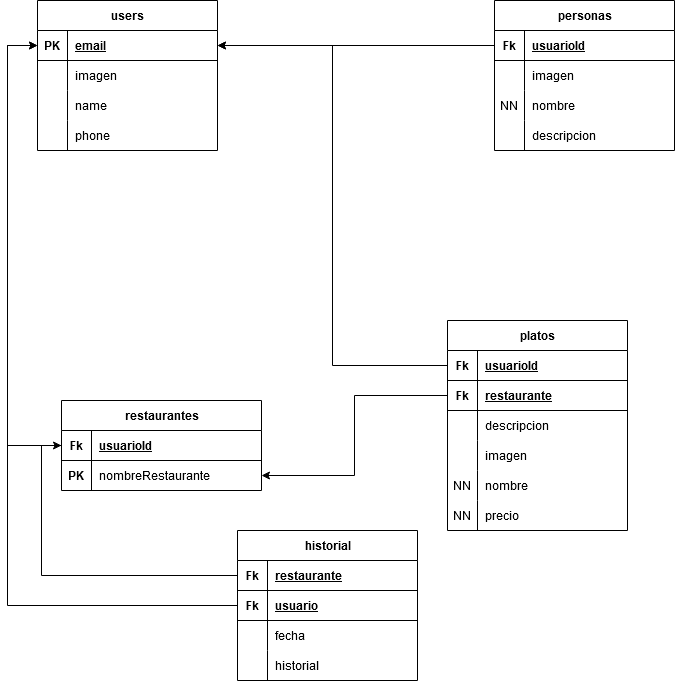 users
PK email
imagen
name
phone
personas
Fk usuarioId
imagen
NN nombre
descripcion
platos
Fk usuarioId
Fk restaurante
descripcion
imagen
NN nombre
NN precio
restaurantes
Fk usuarioId
PK nombreRestaurante
historial
Fk restaurante
Fk usuario
fecha
historial